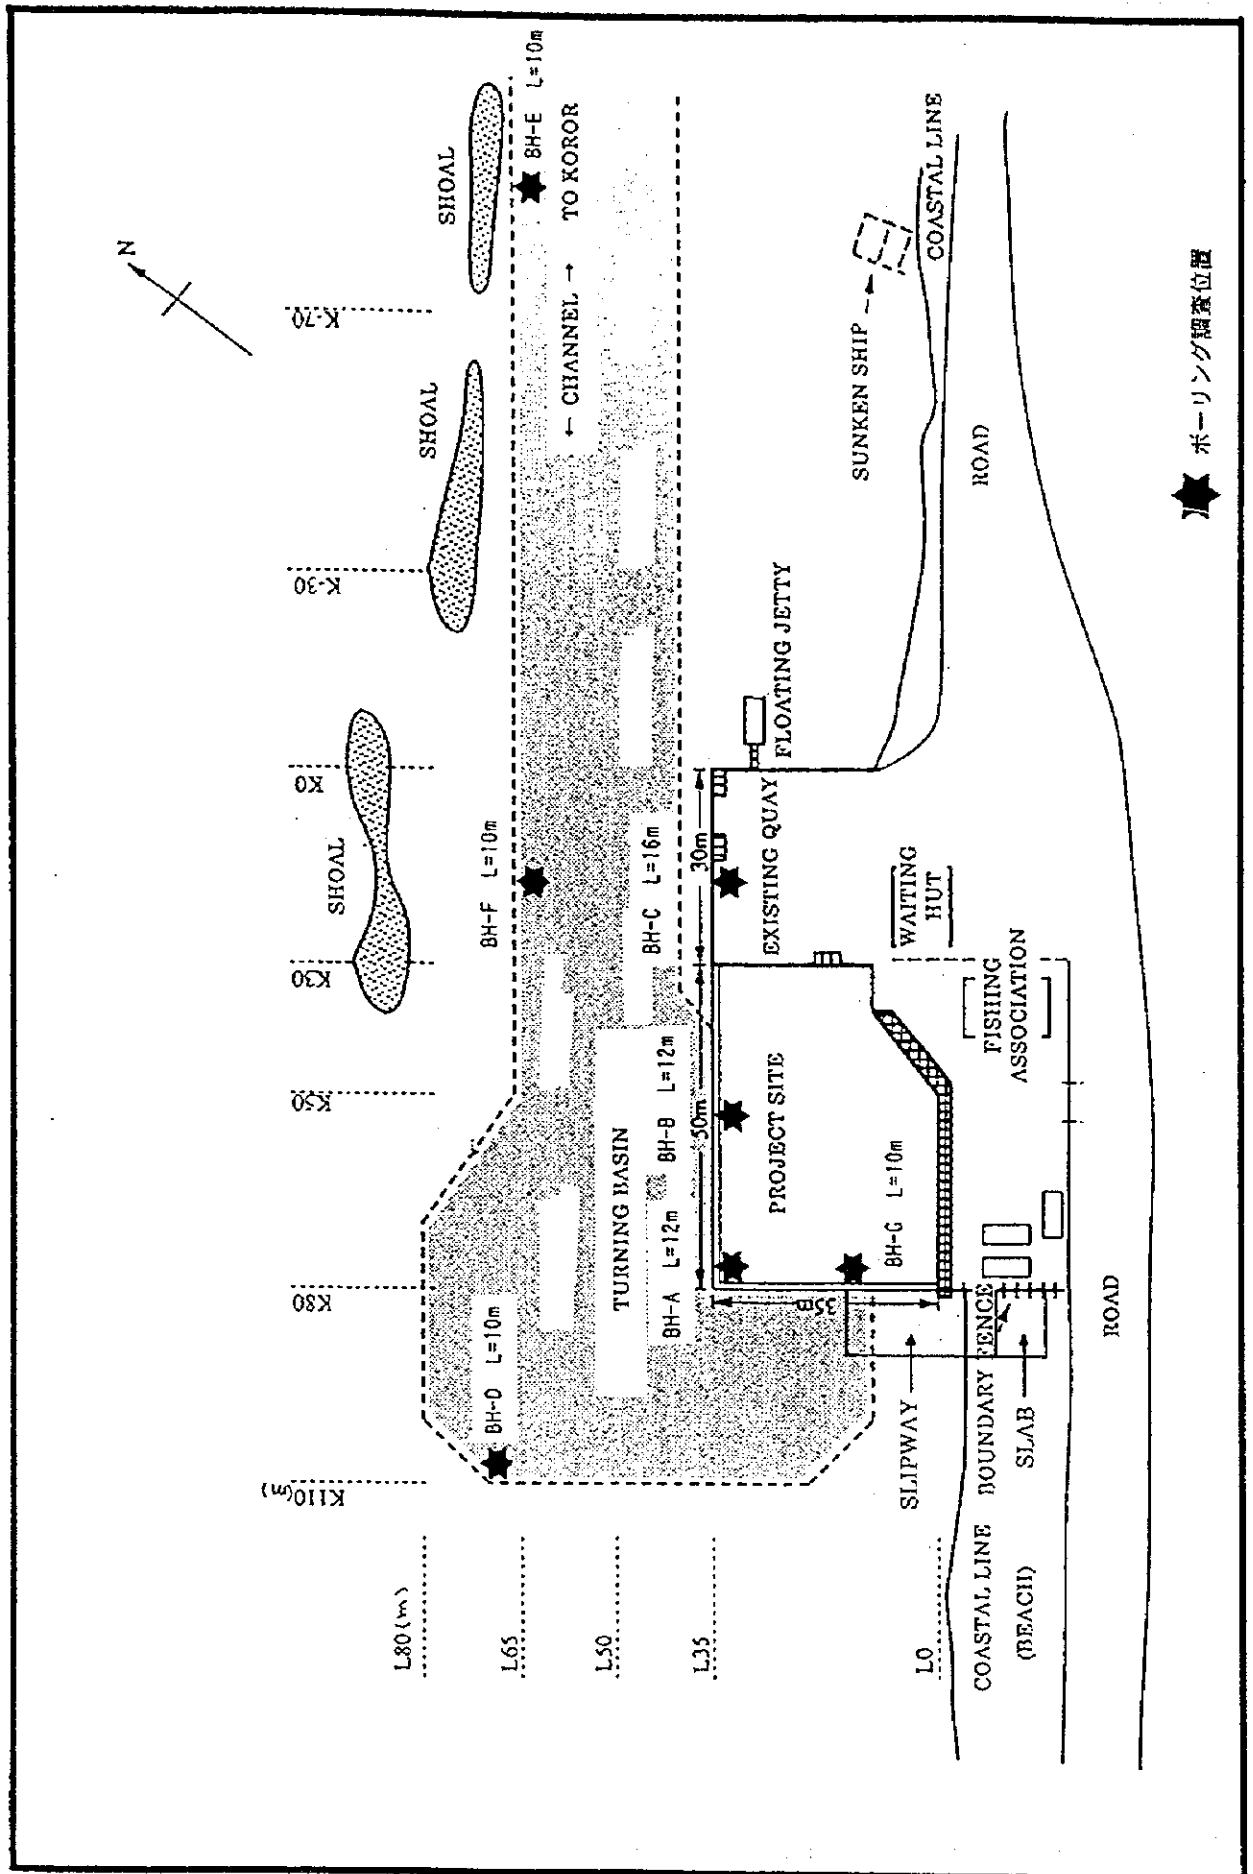 N
SHOAL
SHOAL
SHOAL
K110(m)
K80
K50
K30
K0
K-30
K-70
L80(m)
L65
L50
L35
L0
BH-D L=10m
BH-F L=10m
BH-E L=10m
← CHANNEL →
TO KOROR
TURNING BASIN
BH-A L=12m
BH-B L=12m
BH-C L=16m
50m
30m
35m
PROJECT SITE
EXISTING QUAY
FLOATING JETTY
BH-G L=10m
SUNKEN SHIP
COASTAL LINE
WAITING
HUT
FISHING
ASSOCIATION
SLIPWAY
BOUNDARY FENCE
SLAB
COASTAL LINE
(BEACH)
ROAD
ROAD
ボーリング調査位置